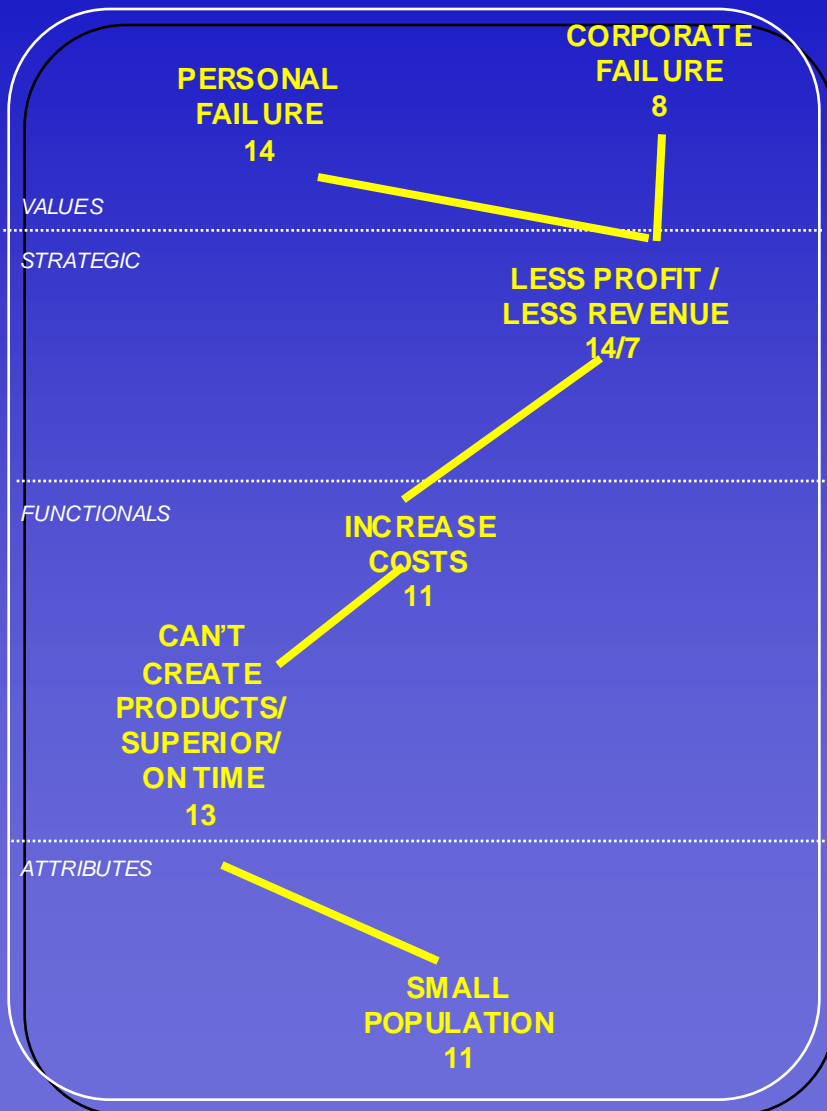 PERSONAL
FAILURE
14
CORPORATE
FAILURE
8
VALUES
STRATEGIC
LESS PROFIT /
LESS REVENUE
14/7
FUNCTIONALS
INCREASE
COSTS
11
CAN'T
CREATE
PRODUCTS/
SUPERIOR/
ON TIME
13
ATTRIBUTES
SMALL
POPULATION
11